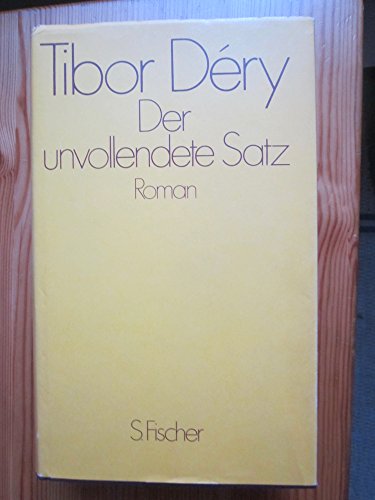 Tibor Déry
Der
unvollendete Satz
Roman
S. Fischer